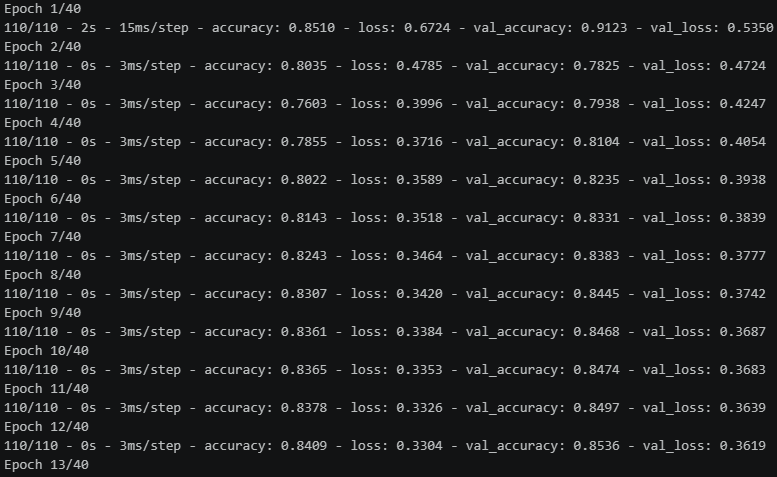 Epoch 1/40
110/110 - 2s - 15ms/step - accuracy: 0.8510 - loss: 0.6724 - val_accuracy: 0.9123 - val_loss: 0.5350
Epoch 2/40
110/110 - 0s - 3ms/step - accuracy: 0.8035 - loss: 0.4785 - val_accuracy: 0.7825 - val_loss: 0.4724
Epoch 3/40
110/110 - 0s - 3ms/step - accuracy: 0.7603 - loss: 0.3996 - val_accuracy: 0.7938 - val_loss: 0.4247
Epoch 4/40
110/110 - 0s - 3ms/step - accuracy: 0.7855 - loss: 0.3716 - val_accuracy: 0.8104 - val_loss: 0.4054
Epoch 5/40
110/110 - 0s - 3ms/step - accuracy: 0.8022 - loss: 0.3589 - val_accuracy: 0.8235 - val_loss: 0.3938
Epoch 6/40
110/110 - 0s - 3ms/step - accuracy: 0.8143 - loss: 0.3518 - val_accuracy: 0.8331 - val_loss: 0.3839
Epoch 7/40
110/110 - 0s - 3ms/step - accuracy: 0.8243 - loss: 0.3464 - val_accuracy: 0.8383 - val_loss: 0.3777
Epoch 8/40
110/110 - 0s - 3ms/step - accuracy: 0.8307 - loss: 0.3420 - val_accuracy: 0.8445 - val_loss: 0.3742
Epoch 9/40
110/110 - 0s - 3ms/step - accuracy: 0.8361 - loss: 0.3384 - val_accuracy: 0.8468 - val_loss: 0.3687
Epoch 10/40
110/110 - 0s - 3ms/step - accuracy: 0.8365 - loss: 0.3353 - val_accuracy: 0.8474 - val_loss: 0.3683
Epoch 11/40
110/110 - 0s - 3ms/step - accuracy: 0.8378 - loss: 0.3326 - val_accuracy: 0.8497 - val_loss: 0.3639
Epoch 12/40
110/110 - 0s - 3ms/step - accuracy: 0.8409 - loss: 0.3304 - val_accuracy: 0.8536 - val_loss: 0.3619
Epoch 13/40